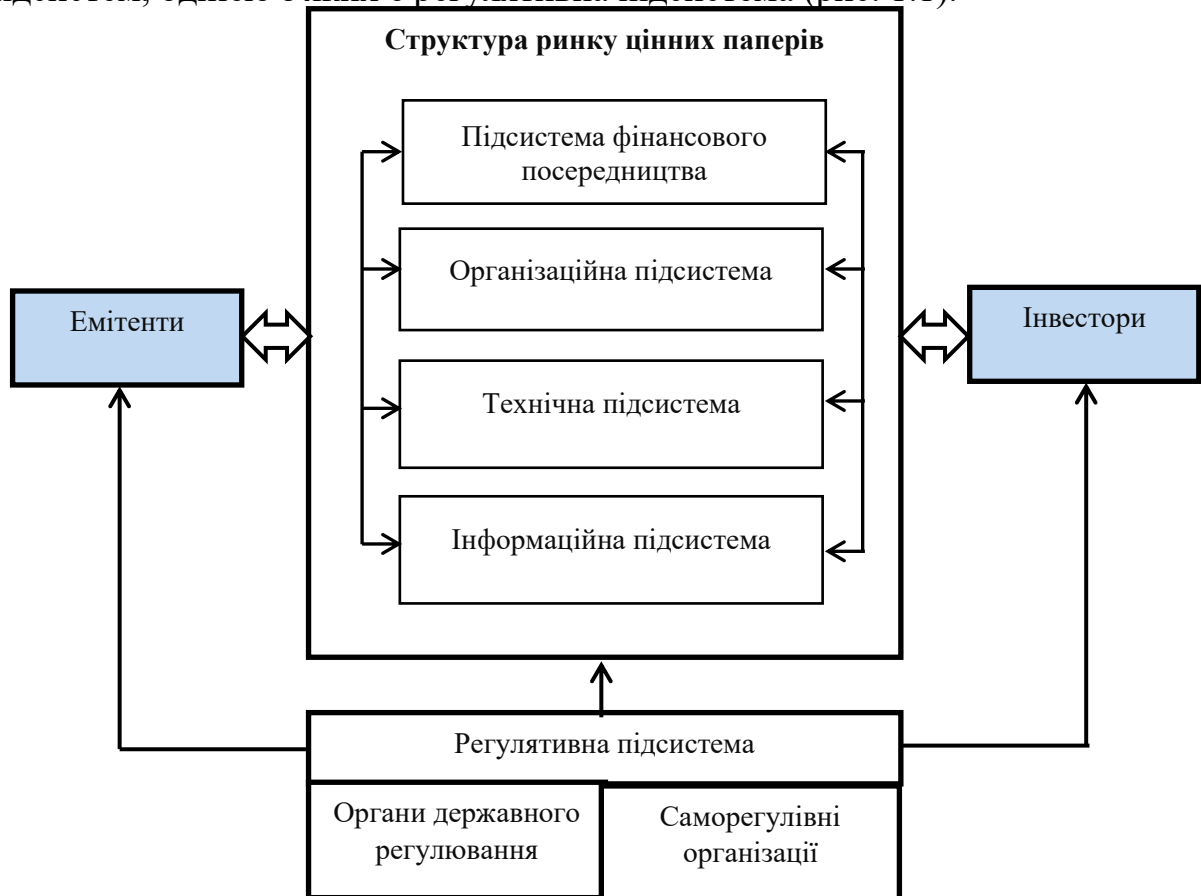 Структура ринку цінних паперів
Підсистема фінансового
посередництва
Організаційна підсистема
Емітенти
Інвестори
Технічна підсистема
Інформаційна підсистема
Регулятивна підсистема
Органи державного
регулювання
Саморегулівні
організації